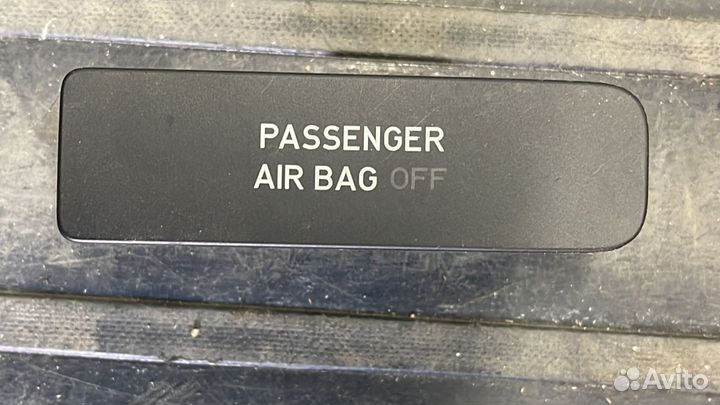 PASSENGER
AIR BAG OFF
Avito